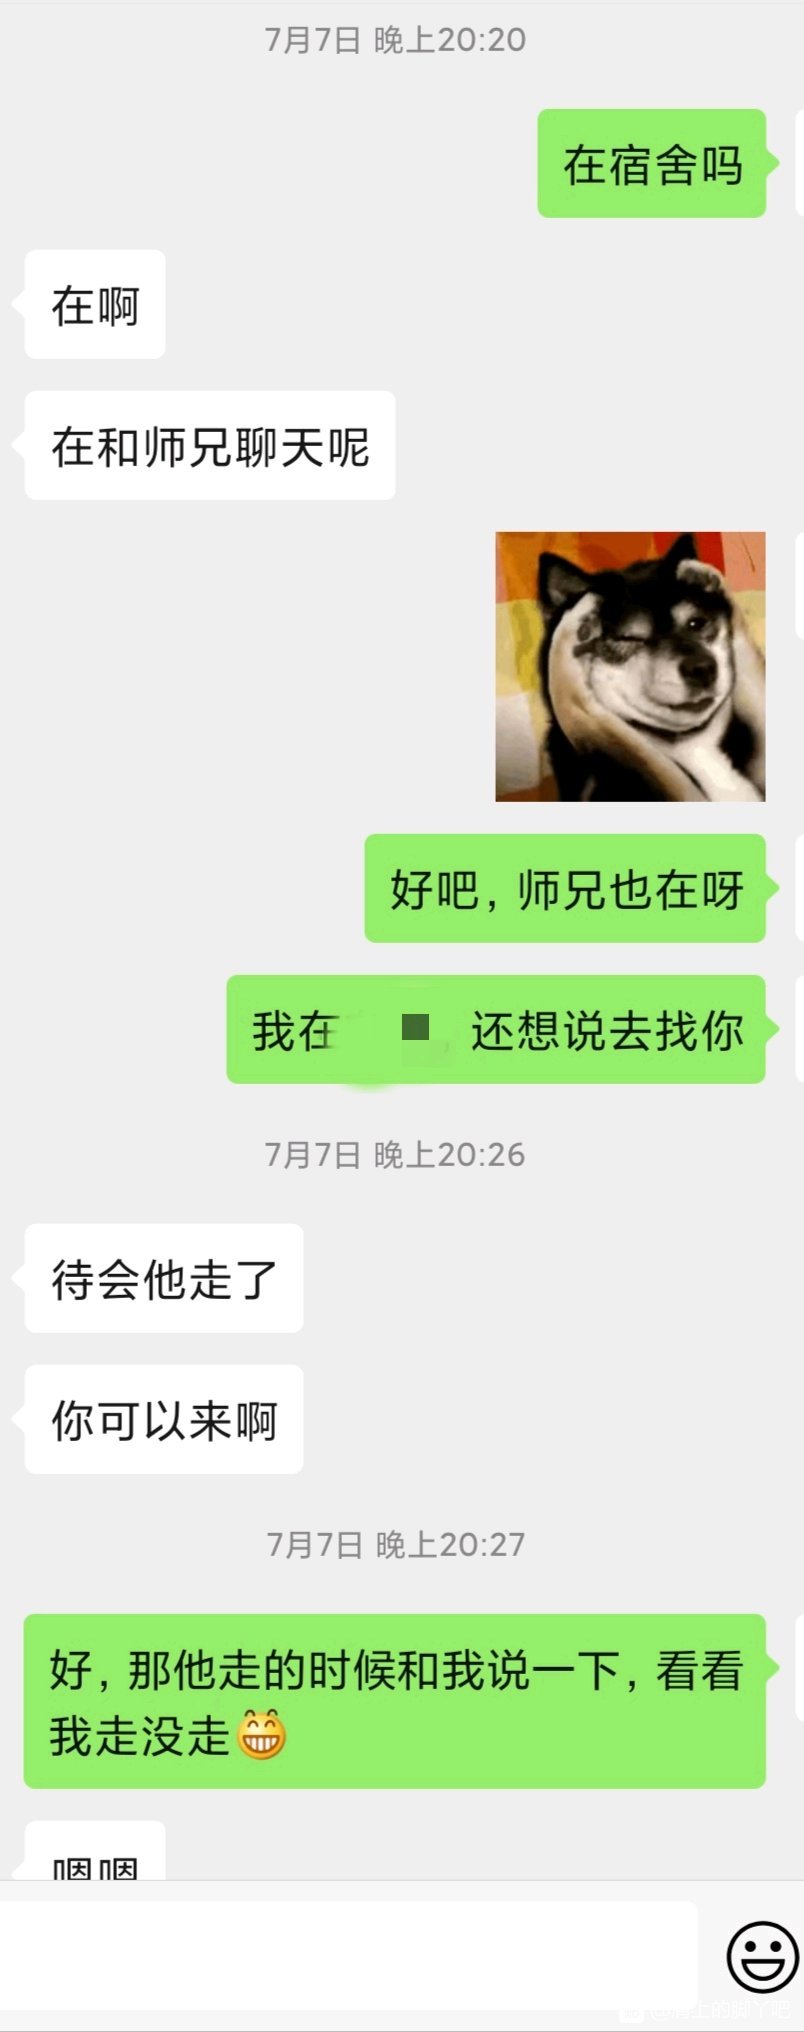 7月7日 晚上20:20
在宿舍吗
在啊
在和师兄聊天呢
好吧，师兄也在呀
我在 还想说去找你
7月7日 晚上20:26
待会他走了
你可以来啊
7月7日 晚上20:27
好，那他走的时候和我说一下，看看
我走没走😁
嗯嗯